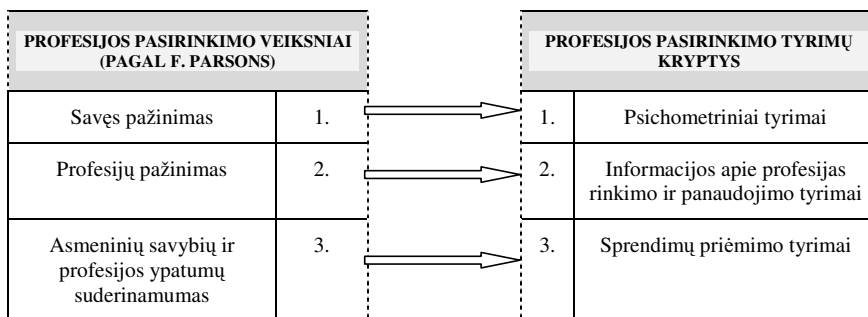 PROFESIJOS PASIRINKIMO VEIKSNIAI
(PAGAL F. PARSONS)
PROFESIJOS PASIRINKIMO TYRIMŲ
KRYPTYS
Savęs pažinimas 1.
1. Psichometriniai tyrimai
Profesijų pažinimas 2.
2. Informacijos apie profesijas
rinkimo ir panaudojimo tyrimai
Asmeninių savybių ir 3.
profesijos ypatumų
suderinamumas
3. Sprendimų priėmimo tyrimai